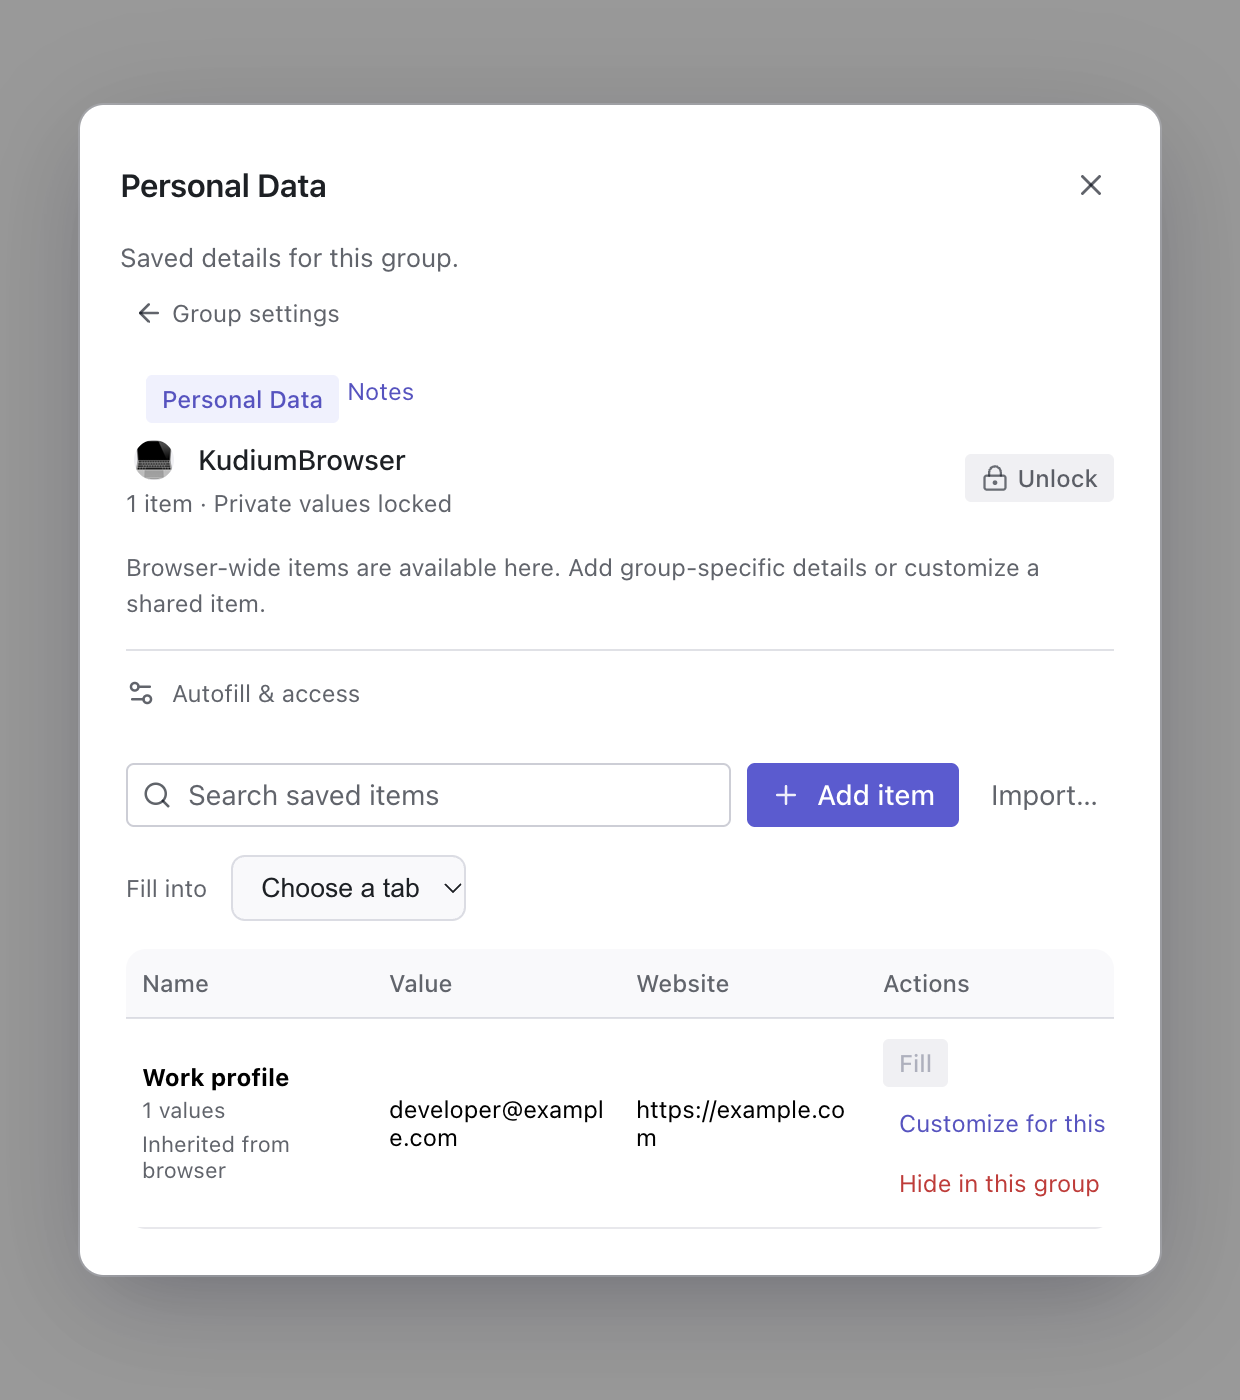 Personal Data
Saved details for this group.
Group settings
Personal Data
Notes
KudiumBrowser
1 item · Private values locked
Unlock
Browser-wide items are available here. Add group-specific details or customize a
shared item.
Autofill & access
Search saved items
Add item
Import...
Fill into
Choose a tab
Name
Value
Website
Actions
Work profile
1 values
Inherited from
browser
developer@exampl
e.com
https://example.co
m
Fill
Customize for this
Hide in this group